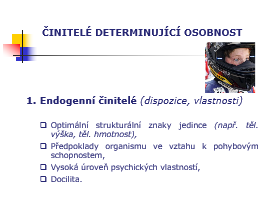 ČINITELÉ DETERMINUJÍCÍ OSOBNOST
1. Endogenní činitelé (dispozice, vlastnosti)
Optimální strukturální znaky jedince (např. těl.
výška, těl. hmotnost),
Předpoklady organismu ve vztahu k pohybovým
schopnostem,
Vysoká úroveň psychických vlastností,
Docilita.